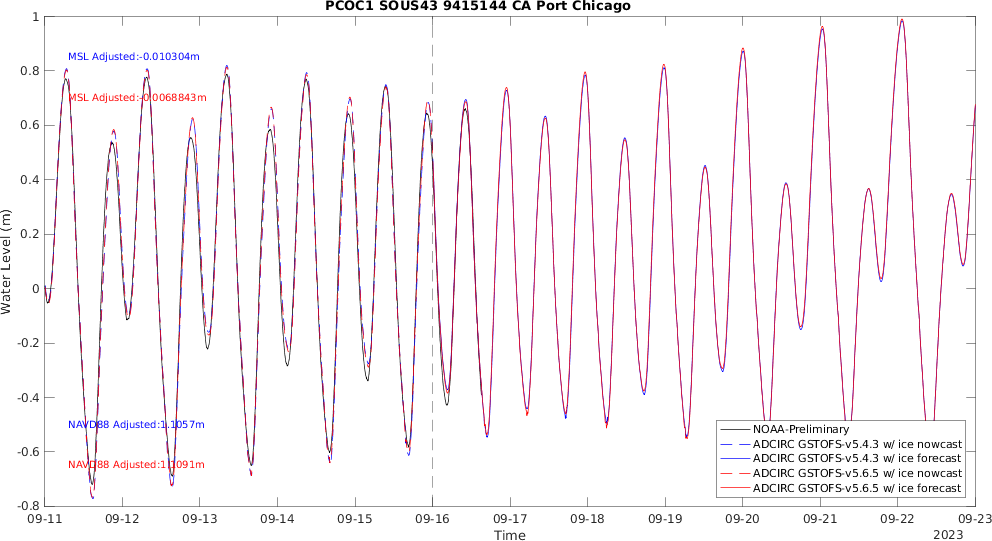 PCOC1 SOUS43 9415144 CA Port Chicago
1
0.8
0.6
0.4
0.2
0
-0.2
-0.4
-0.6
-0.8
Water Level (m)
MSL Adjusted:-0.010304m
MSL Adjusted:-0.0068843m
NAVD88 Adjusted:1.1057m
NAVD88 Adjusted:1.1091m
NOAA-Preliminary
ADCIRC GSTOFS-v5.4.3 w/ ice nowcast
ADCIRC GSTOFS-v5.4.3 w/ ice forecast
ADCIRC GSTOFS-v5.6.5 w/ ice nowcast
ADCIRC GSTOFS-v5.6.5 w/ ice forecast
09-11 09-12 09-13 09-14 09-15 09-16 09-17 09-18 09-19 09-20 09-21 09-22 09-23
Time
2023